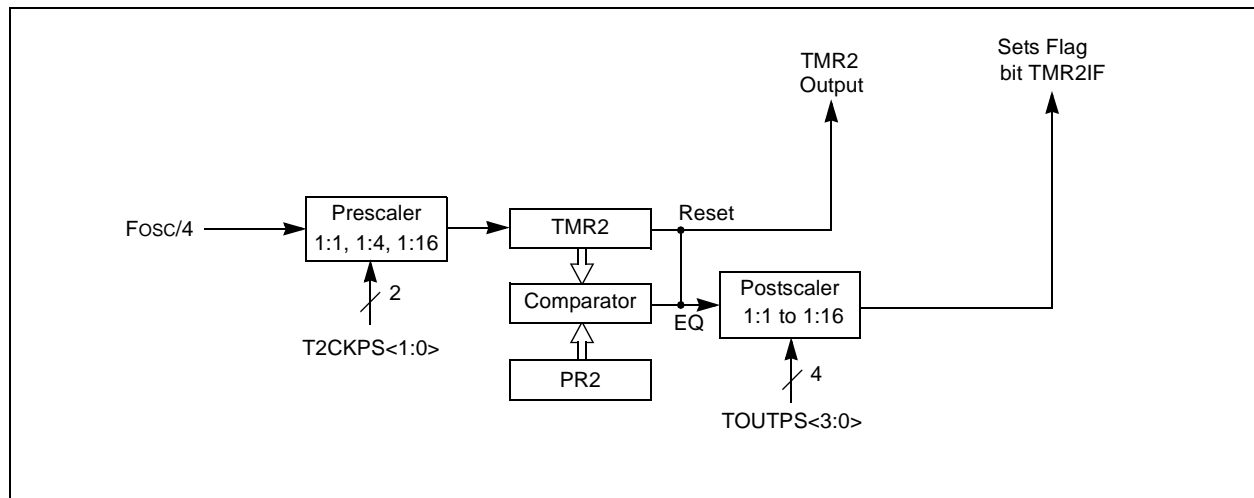 TMR2
Output
Sets Flag
bit TMR2IF
FOSC/4
Prescaler
1:1, 1:4, 1:16
TMR2
Reset
2
Comparator
EQ
Postscaler
1:1 to 1:16
T2CKPS<1:0>
PR2
4
TOUTPS<3:0>